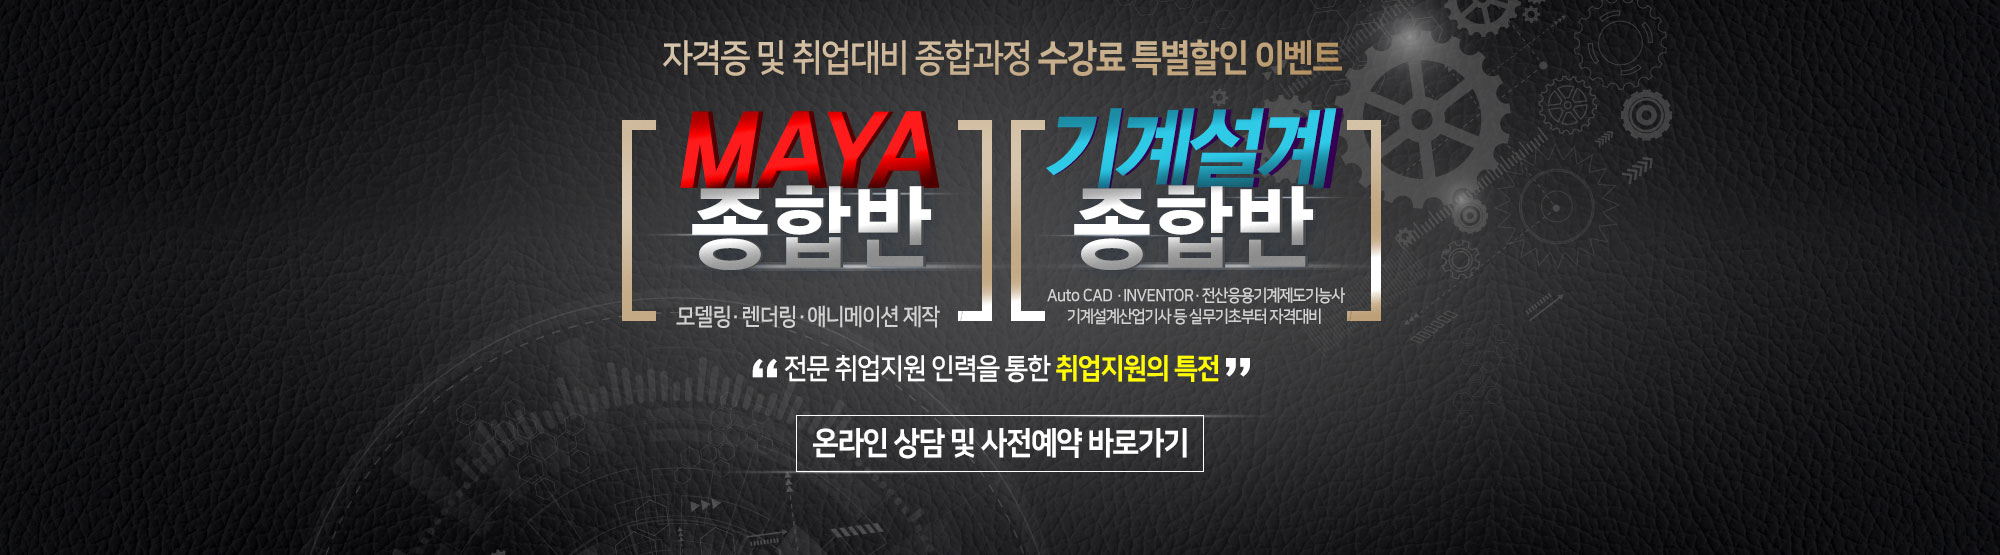 자격증 및 취업대비 종합과정 수강료 특별할인 이벤트
MAYA
종합반
모델링·렌더링·애니메이션 제작
기계설계
종합반
Auto CAD · INVENTOR · 전산응용기계제도기능사
기계설계산업기사 등 실무기초부터 자격대비
“ 전문 취업지원 인력을 통한 취업지원의 특전 ”
온라인 상담 및 사전예약 바로가기